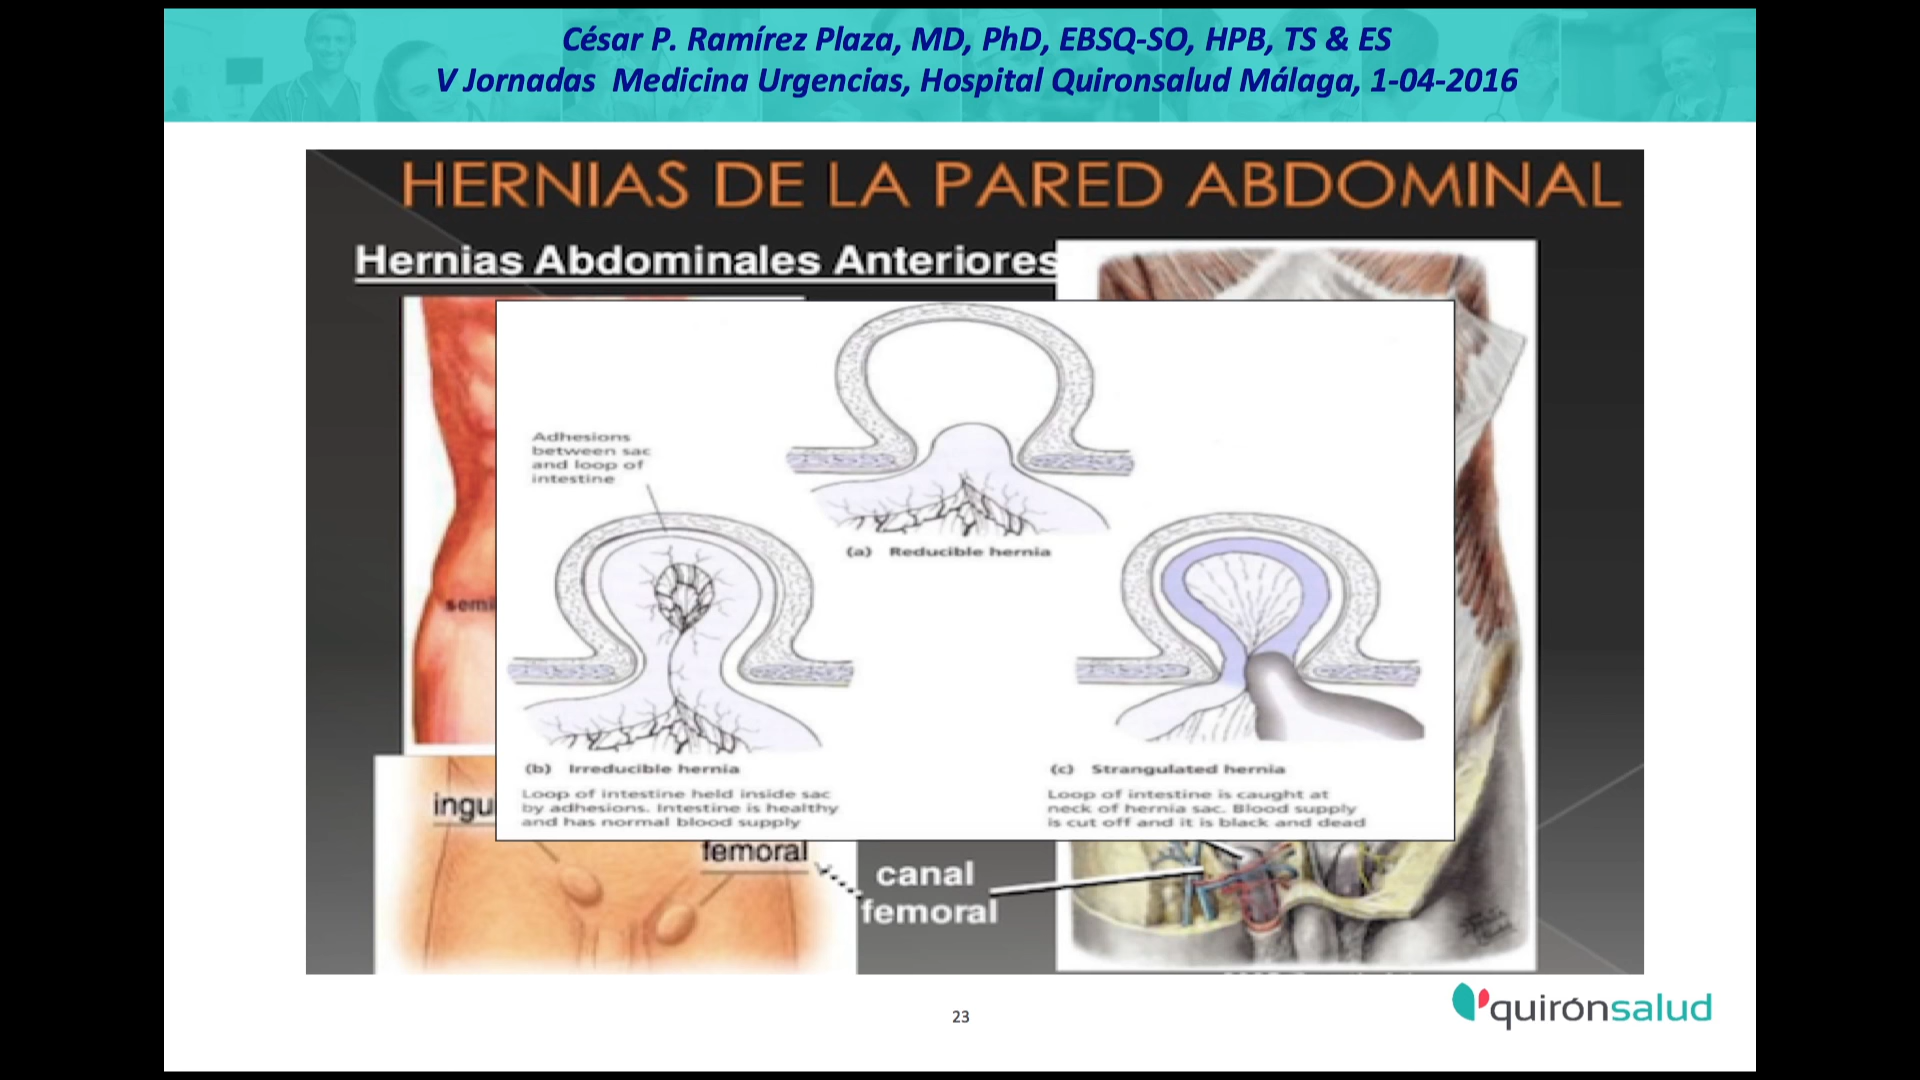 César P. Ramírez Plaza, MD, PhD, EBSQ-SO, HPB, TS & ES
V Jornadas Medicina Urgencias, Hospital Quironsalud Málaga, 1-04-2016
HERNIAS DE LA PARED ABDOMINAL
Hernias Abdominales Anteriores
Adhesions
between sac
and loop of
intestine
(a) Reducible hernia
semi
(b) Irreducible hernia
Loop of intestine held inside sac
by adhesions. Intestine is healthy
and has normal blood supply
(c) Strangulated hernia
Loop of intestine is caught at
neck of hernia sac. Blood supply
is cut off and it is black and dead
ingu
femoral
canal
femoral
23
quirónsalud